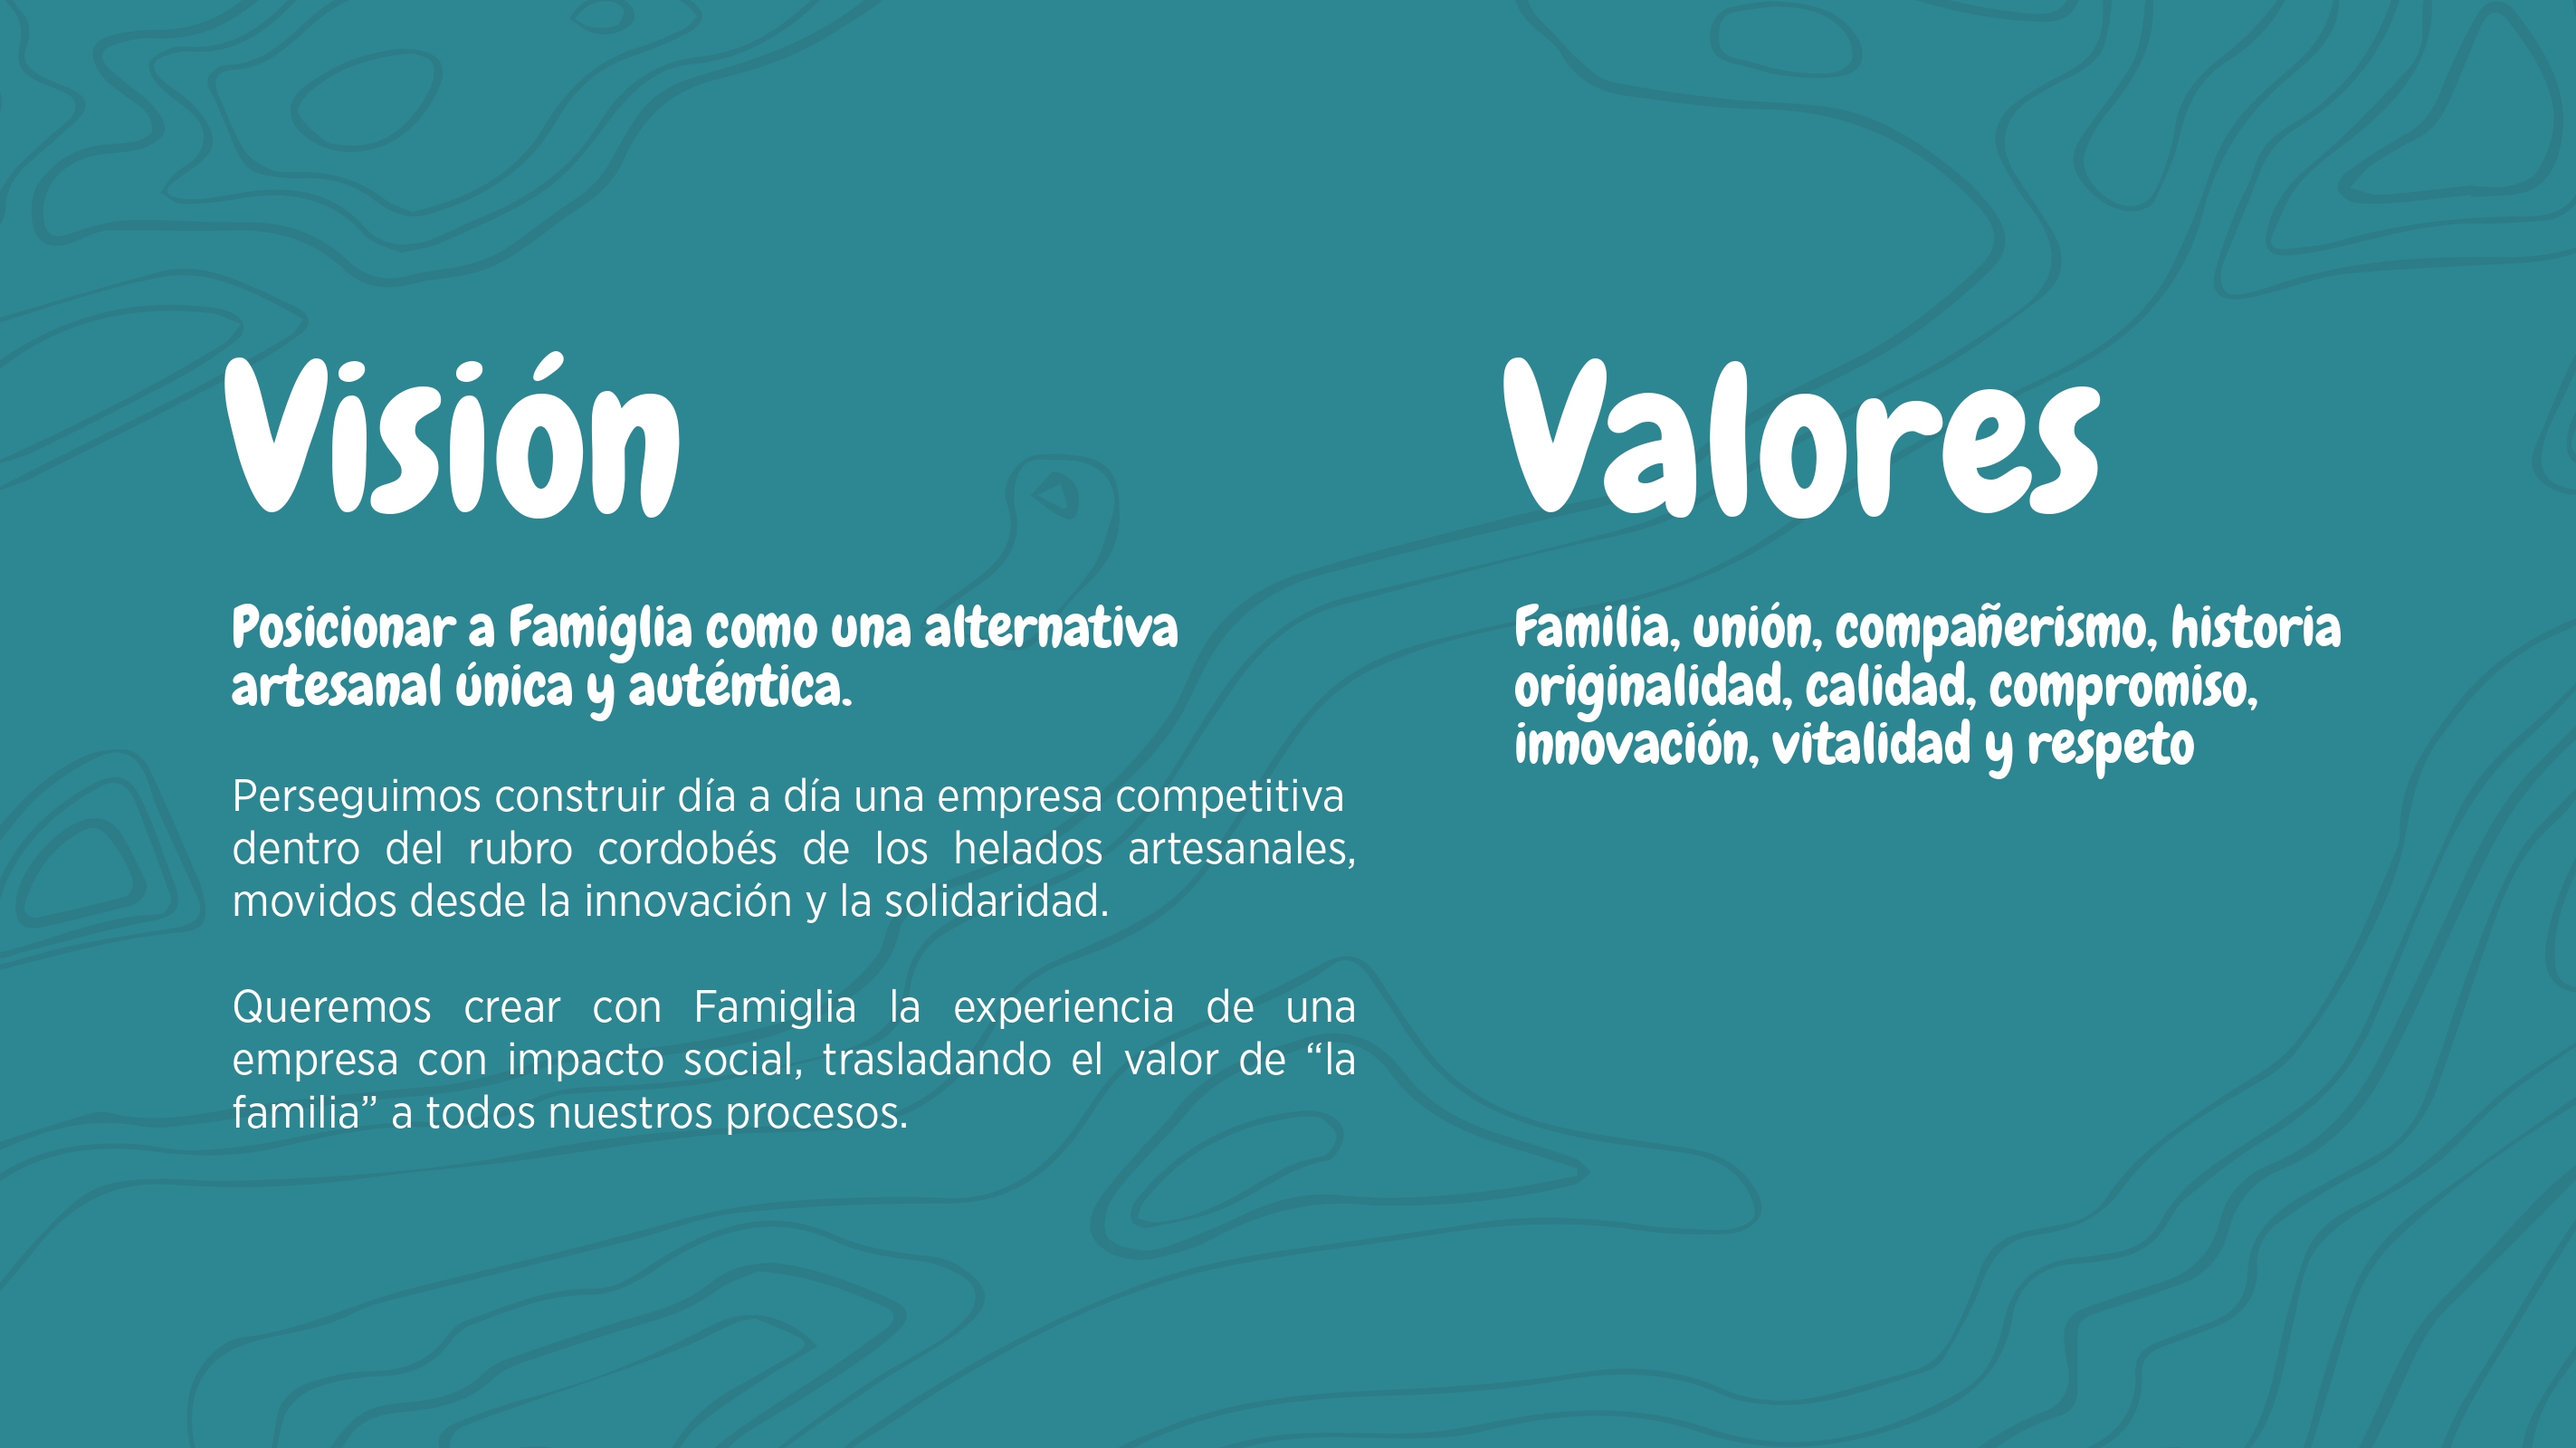 Visión
Posicionar a Famiglia como una alternativa
artesanal única y auténtica.
Perseguimos construir día a día una empresa competitiva
dentro del rubro cordobés de los helados artesanales,
movidos desde la innovación y la solidaridad.
Queremos crear con Famiglia la experiencia de una
empresa con impacto social, trasladando el valor de “la
familia” a todos nuestros procesos.
Valores
Familia, unión, compañerismo, historia
originalidad, calidad, compromiso,
innovación, vitalidad y respeto